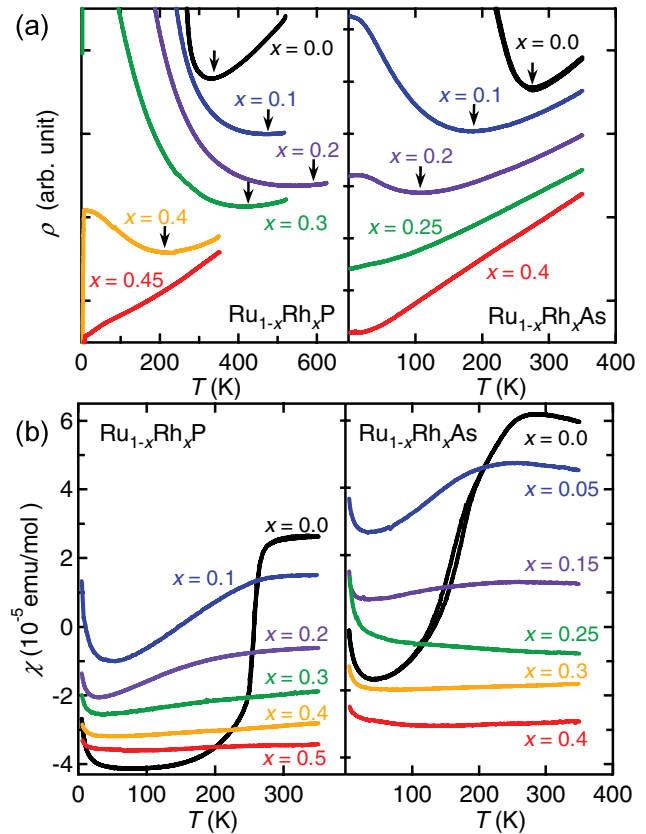 (a)
ρ (arb. unit)
x = 0.0
x = 0.1
x = 0.2
x = 0.3
x = 0.4
x = 0.45
Ru1-xRhxP
0 200 400 600
T (K)
x = 0.0
x = 0.1
x = 0.2
x = 0.25
x = 0.4
Ru1-xRhxAs
0 100 200 300 400
T (K)
(b)
χ (10-5 emu/mol)
6
4
2
0
-2
-4
Ru1-xRhxP
x = 0.0
x = 0.1
x = 0.2
x = 0.3
x = 0.4
x = 0.5
0 100 200 300
T (K)
Ru1-xRhxAs
x = 0.0
x = 0.05
x = 0.15
x = 0.25
x = 0.3
x = 0.4
100 200 300 400
T (K)